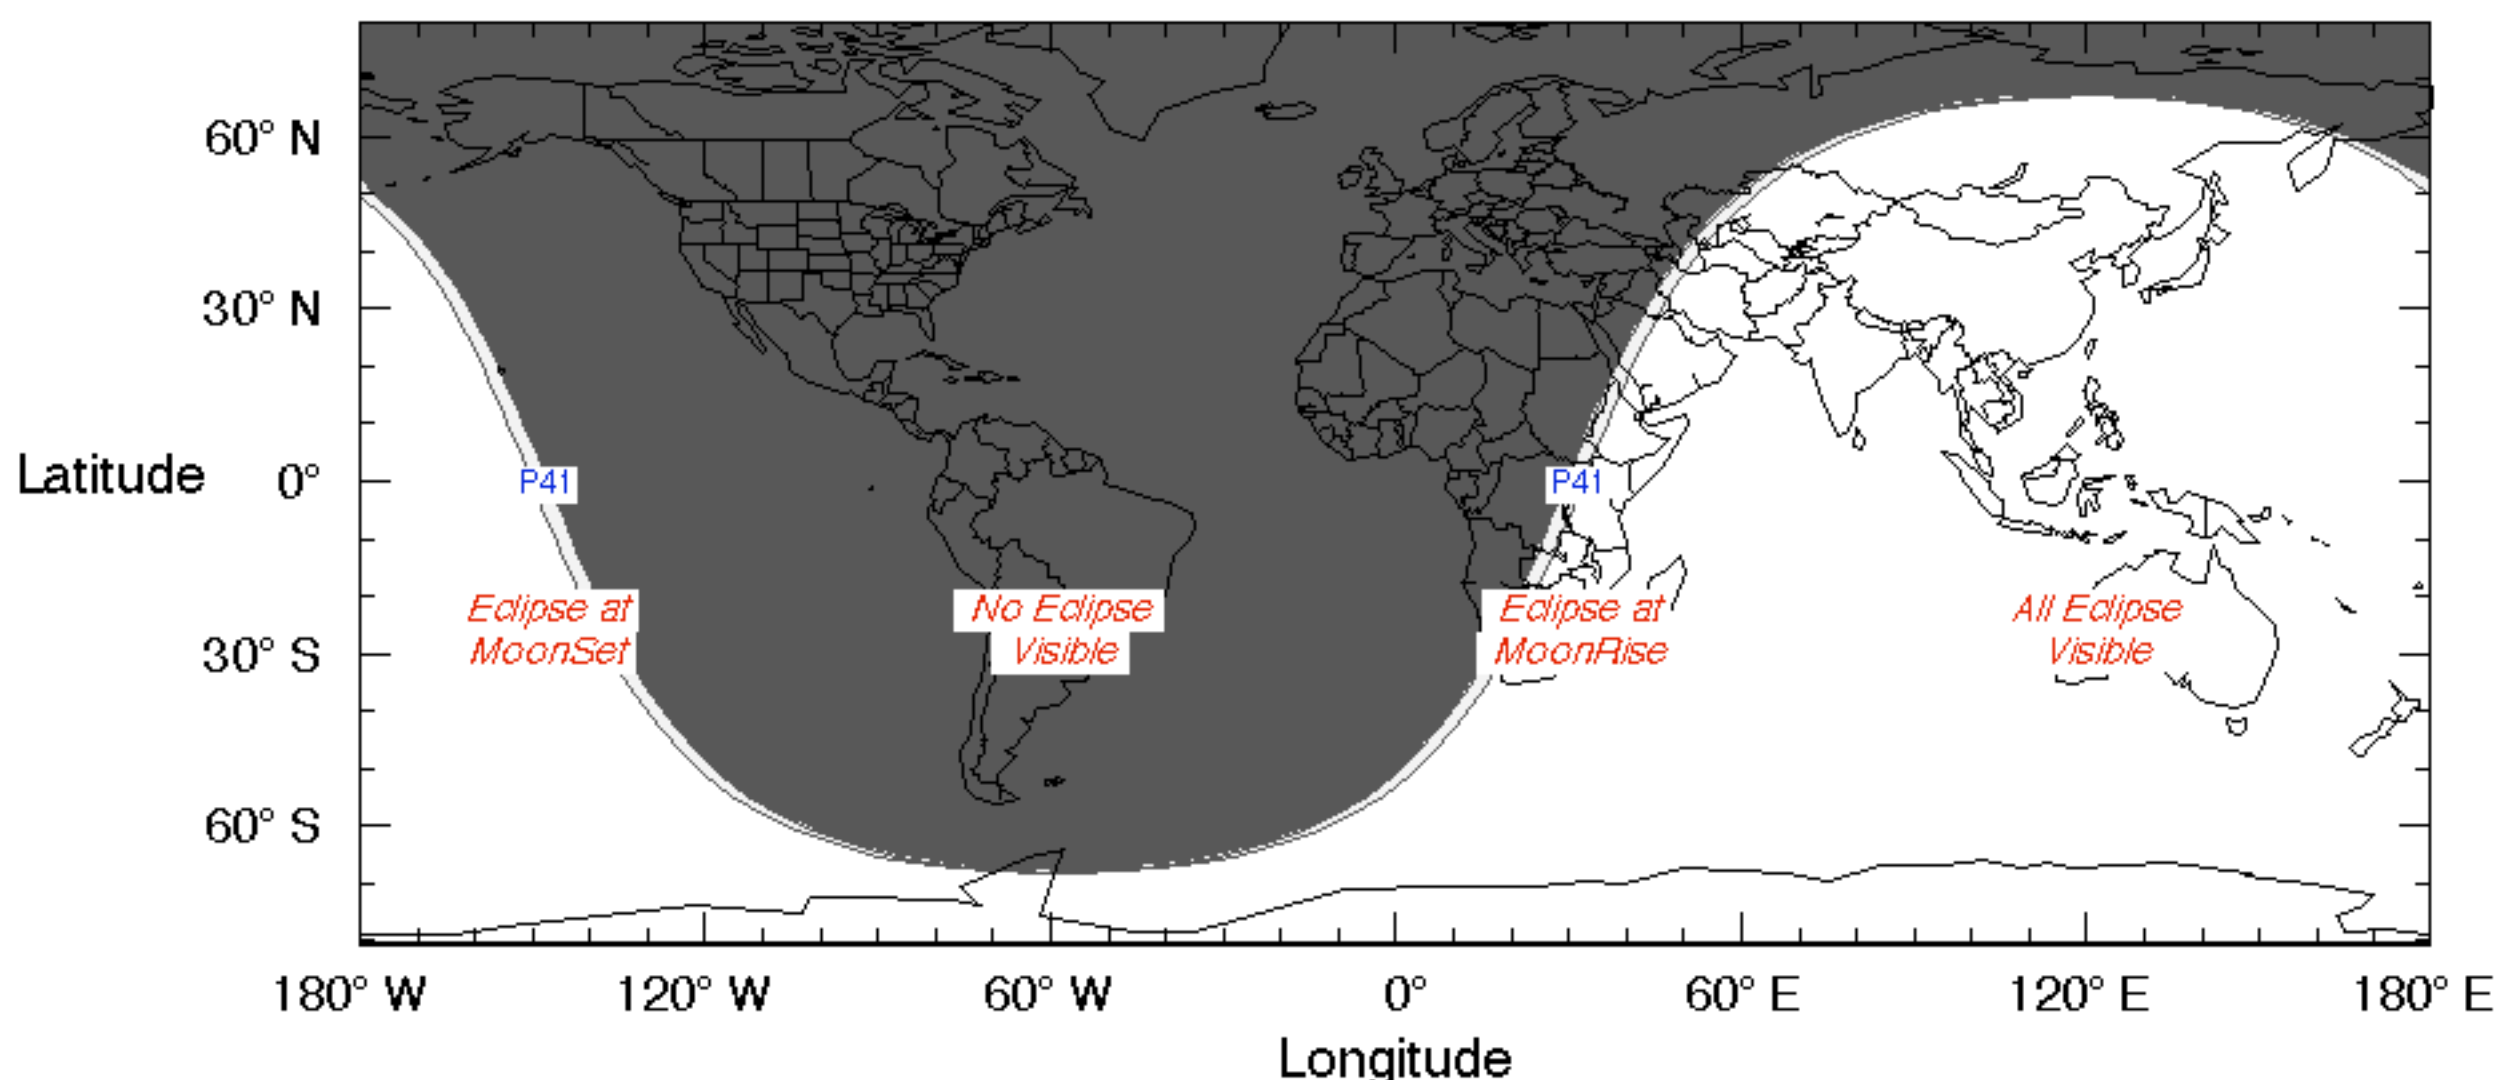 60° N
30° N
Latitude 0°
P41 P41
Eclipse at No Eclipse Eclipse at All Eclipse
MoonSet Visible MoonRise Visible
30° S
60° S
180° W 120° W 60° W 0° 60° E 120° E 180° E
Longitude